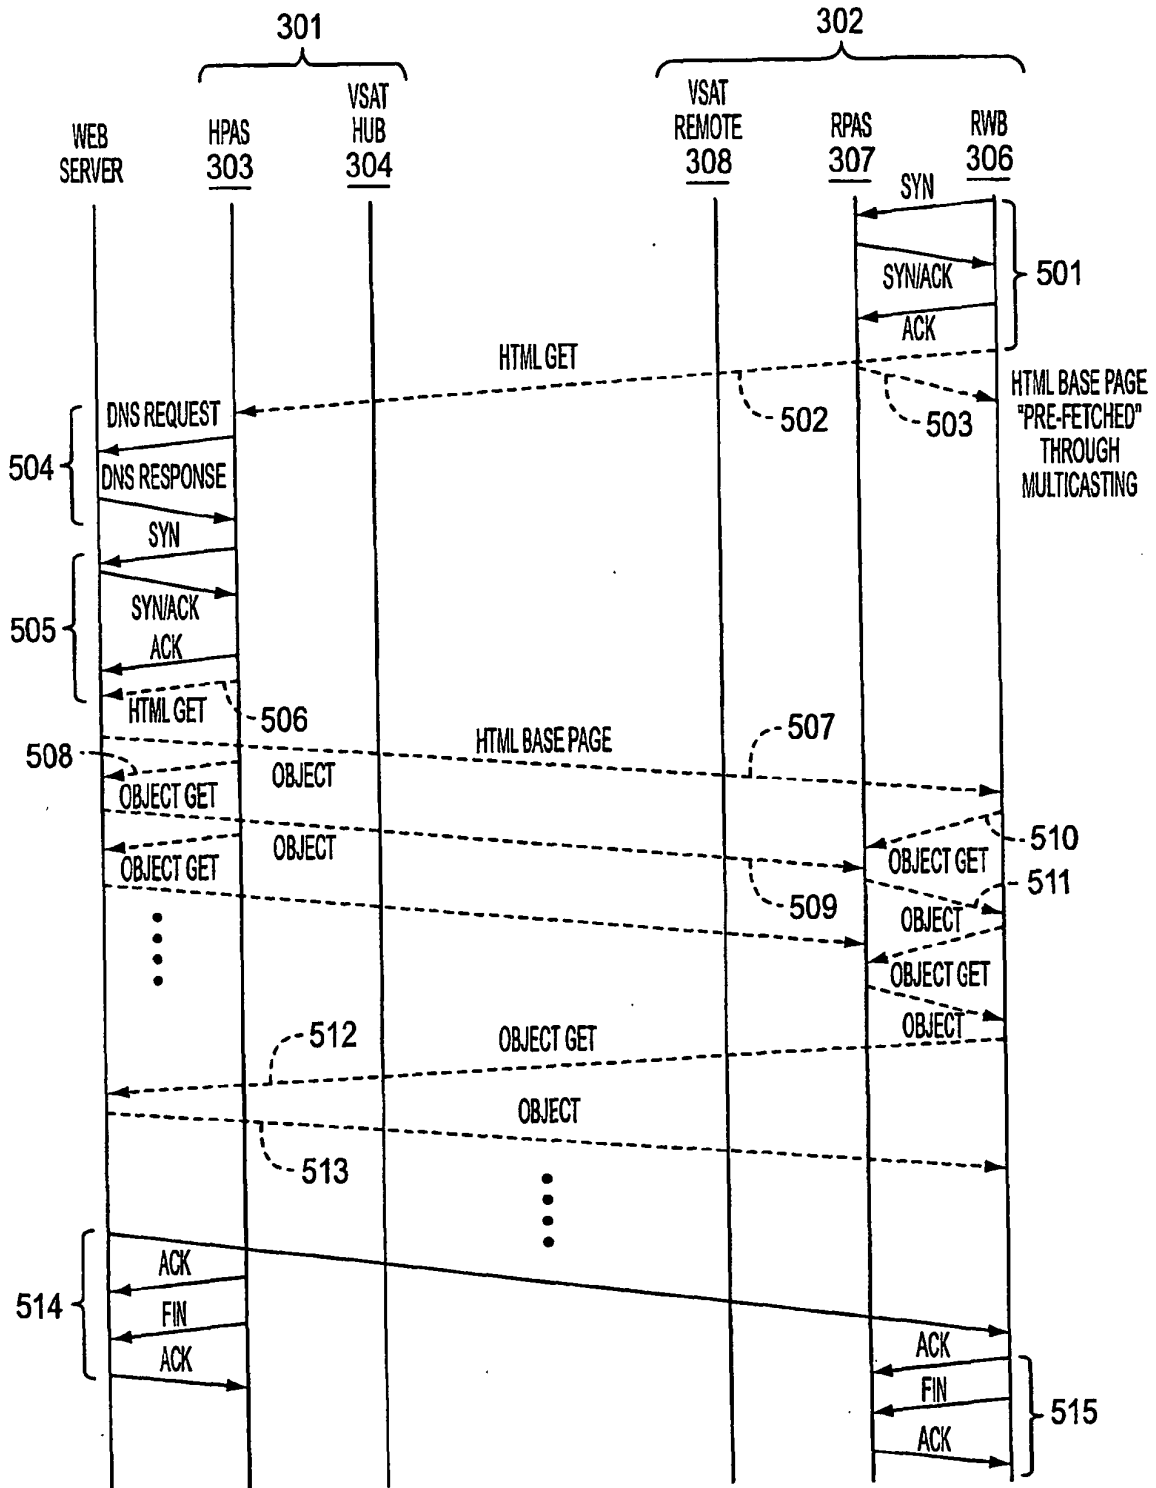 301
302
WEB
SERVER
HPAS
303
VSAT
HUB
304
VSAT
REMOTE
308
RPAS
307
RWB
306
SYN
SYN/ACK
ACK
501
HTML GET
502
503
HTML BASE PAGE
"PRE-FETCHED"
THROUGH
MULTICASTING
DNS REQUEST
504
DNS RESPONSE
SYN
SYN/ACK
505
ACK
HTML GET
506
507
HTML BASE PAGE
508
OBJECT
OBJECT GET
510
OBJECT
OBJECT GET
OBJECT GET
511
509
OBJECT
OBJECT GET
OBJECT
512
OBJECT GET
OBJECT
513
ACK
514
FIN
ACK
ACK
FIN
515
ACK